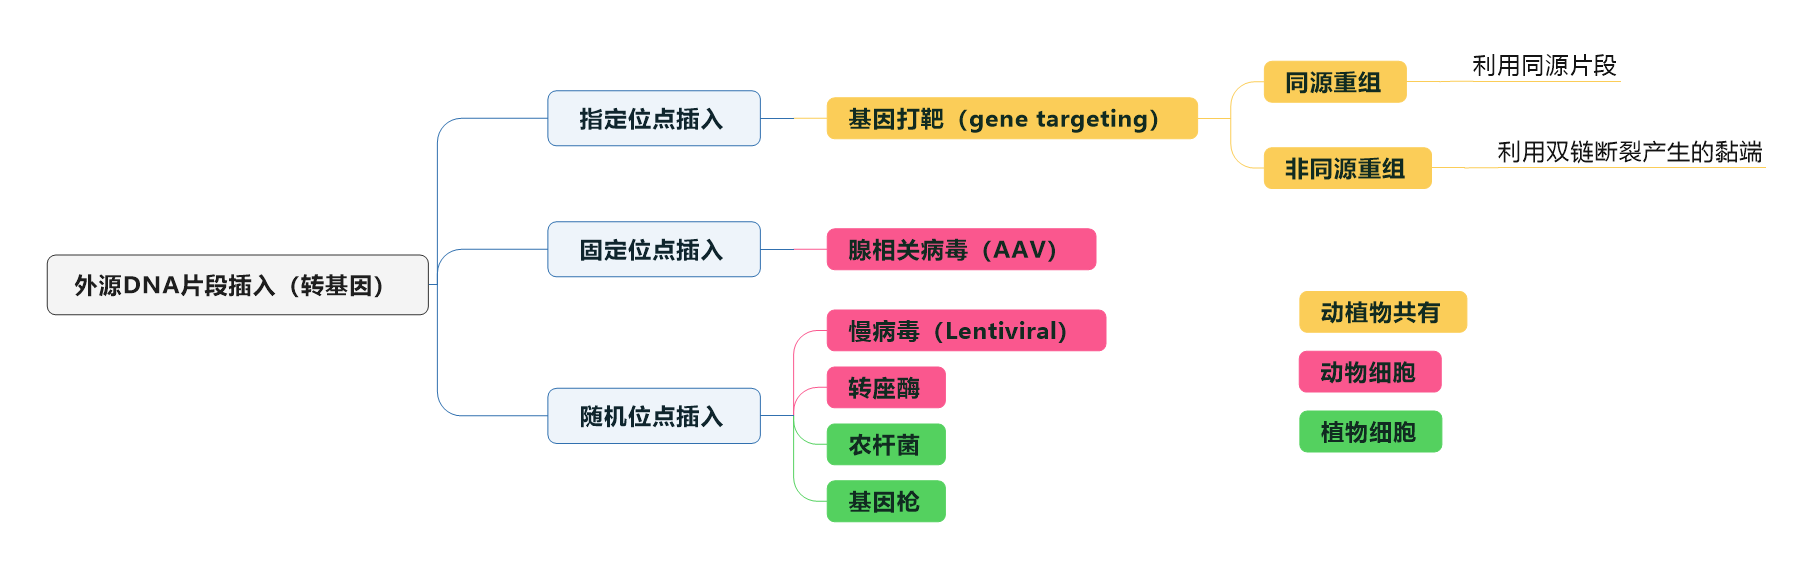 外源DNA片段插入（转基因）
指定位点插入
基因打靶（gene targeting）
同源重组
利用同源片段
非同源重组
利用双链断裂产生的黏端
固定位点插入
腺相关病毒（AAV）
随机位点插入
慢病毒（Lentiviral）
转座酶
农杆菌
基因枪
动植物共有
动物细胞
植物细胞